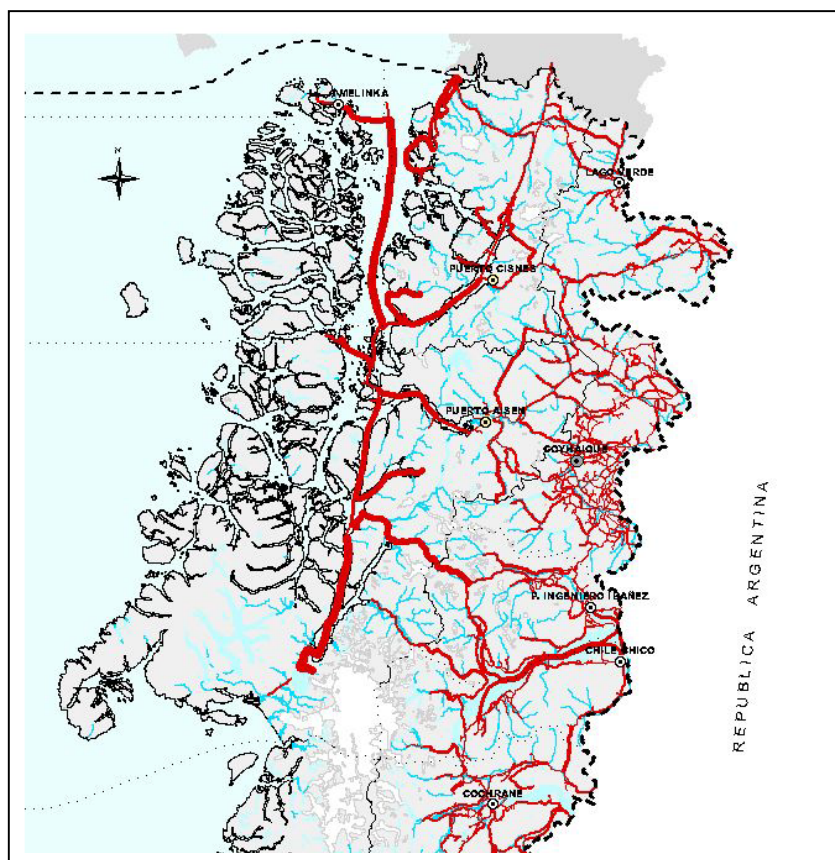 N
MELINKA
LAGO VERDE
PUERTO CISNES
PUERTO AISEN
COYHAIQUE
P. INGENIERO IBAÑEZ
CHILE CHICO
COCHRANE
REPUBLICA ARGENTINA